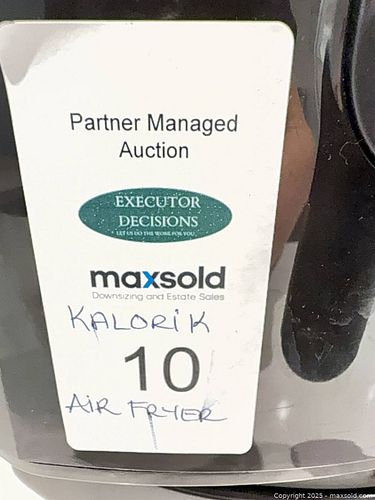 Partner Managed
Auction
EXECUTOR
DECISIONS
LET US DO THE WORK FOR YOU
maxsold
Downsizing and Estate Sales
KALORIK
10
AIR FRYER
Copyright 2025 - maxsold.com